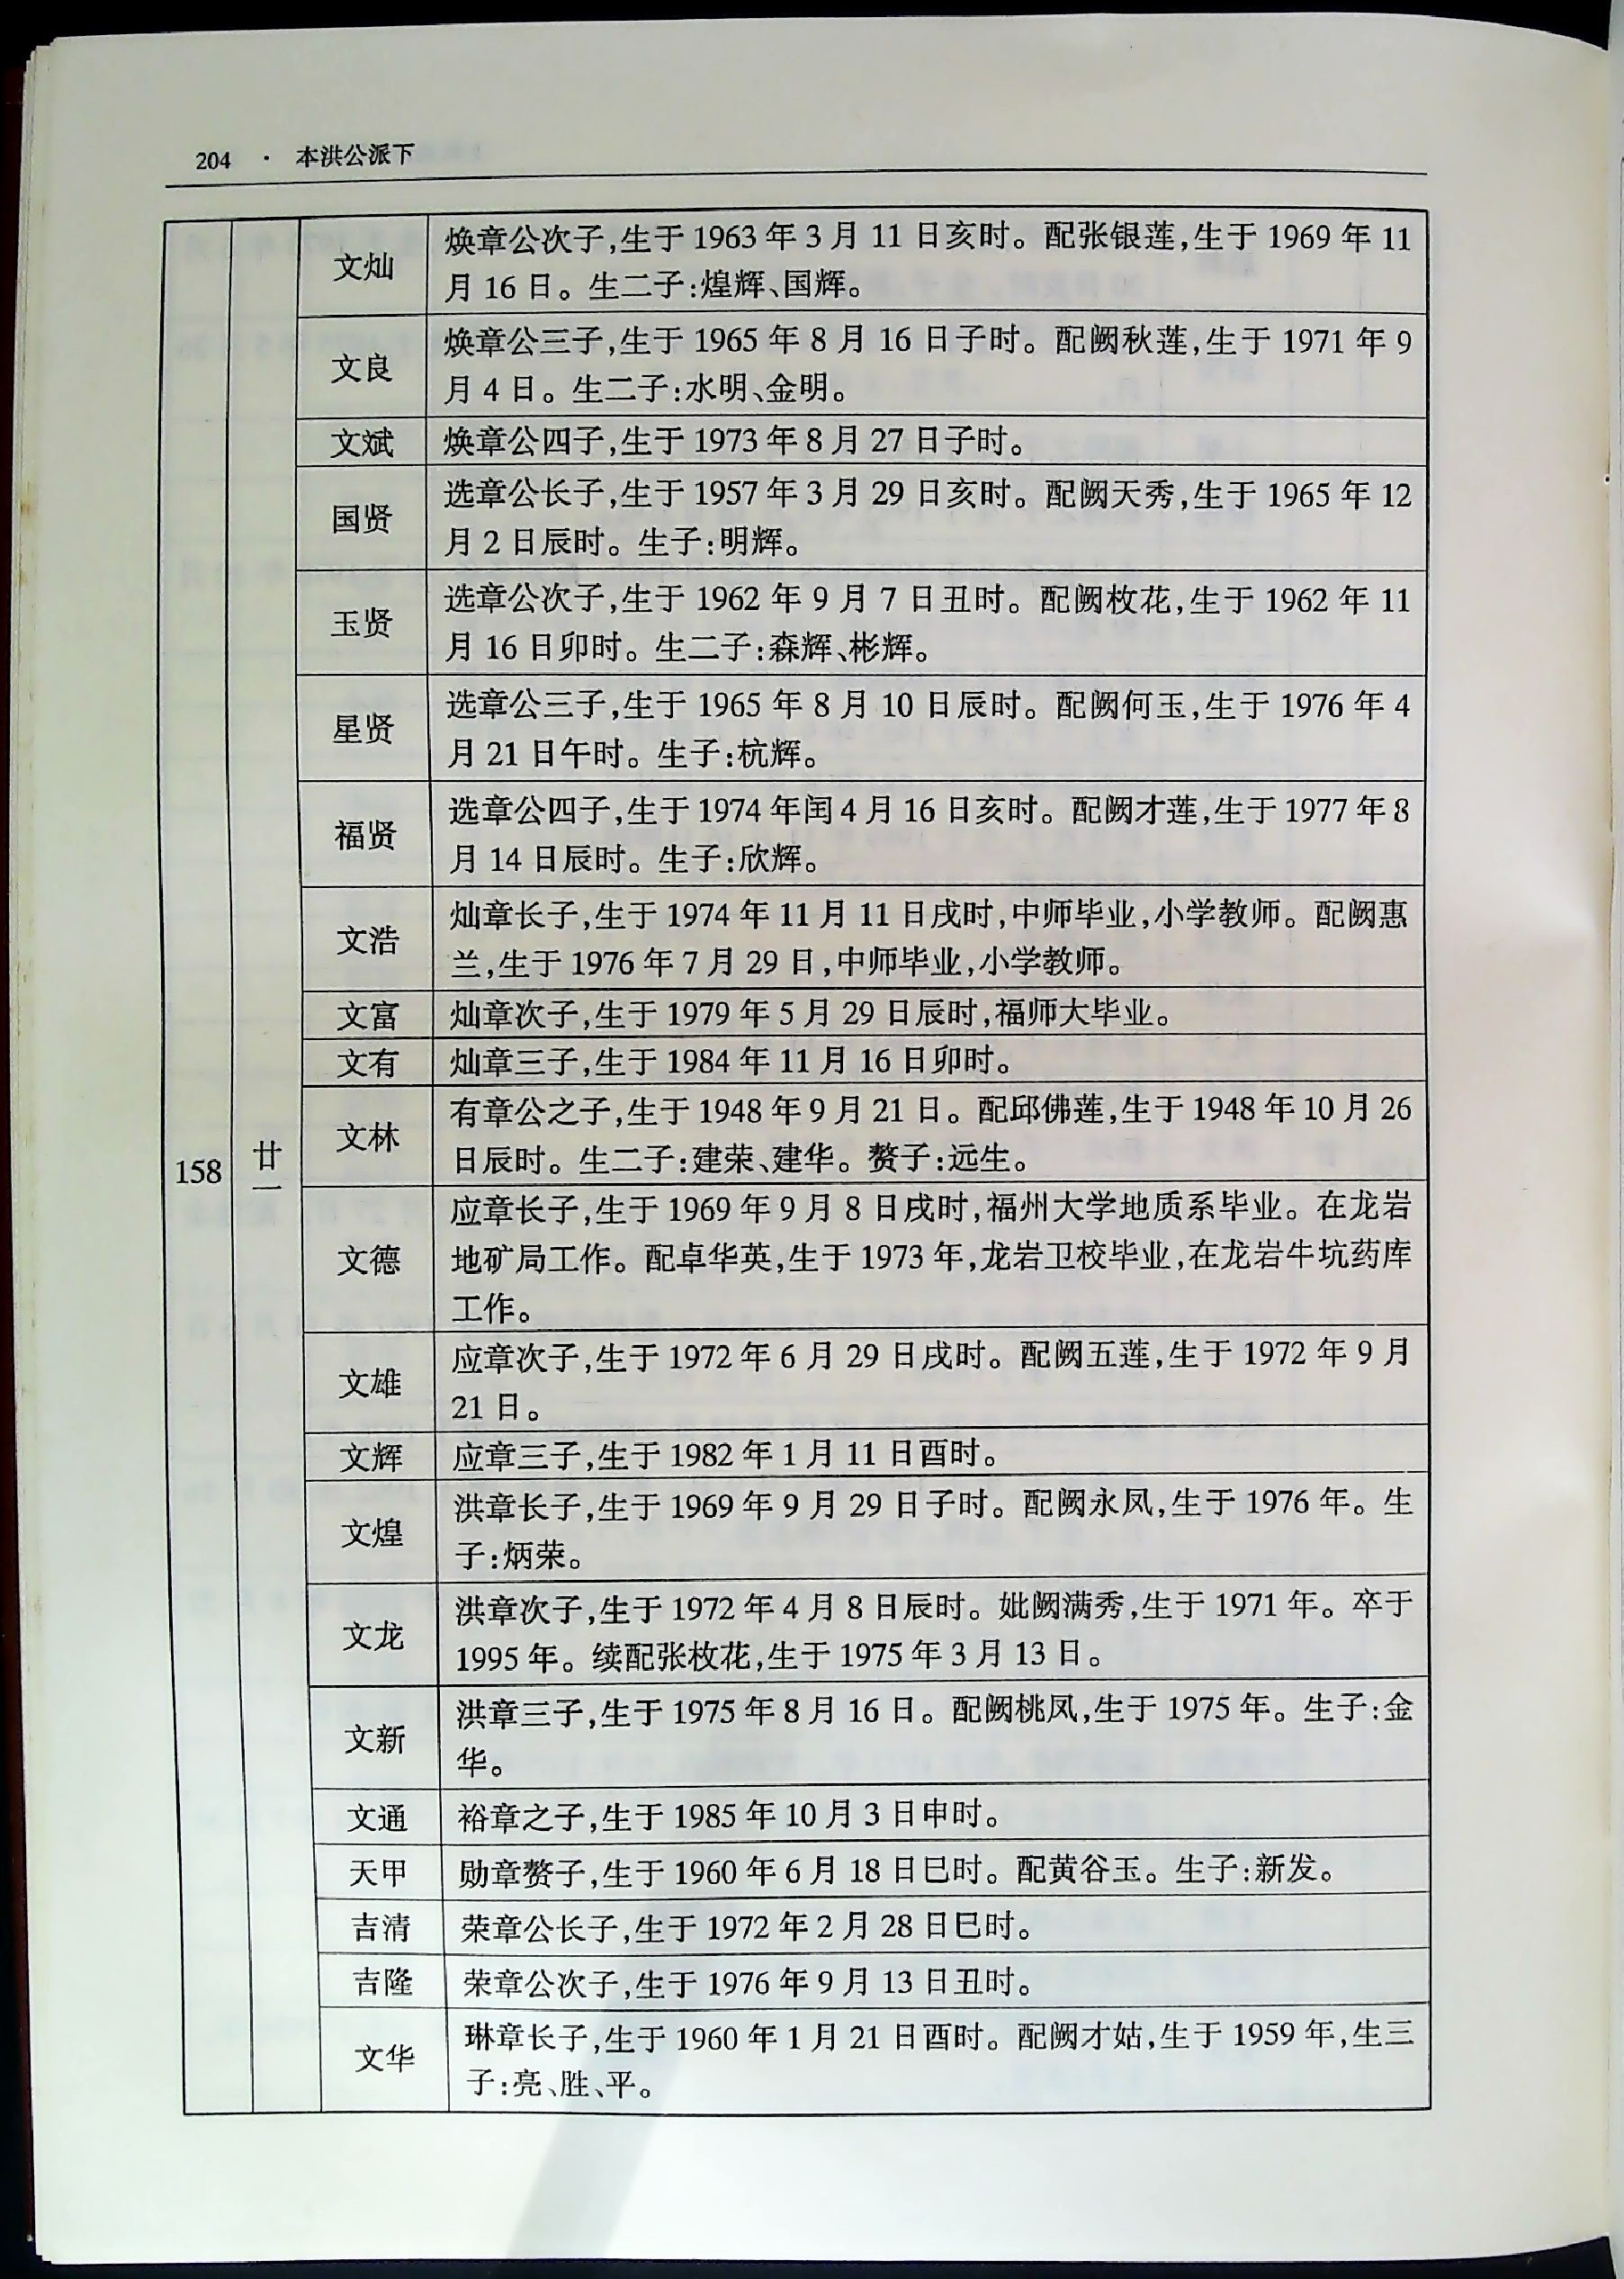 204 · 本洪公派下
158
廿一
文灿
焕章公次子,生于 1963 年 3 月 11 日亥时。配张银莲,生于 1969 年 11
月 16 日。生二子:煌辉、国辉。
文良
焕章公三子,生于 1965 年 8 月 16 日子时。配阙秋莲,生于 1971 年 9
月 4 日。生二子:水明、金明。
文斌
焕章公四子,生于 1973 年 8 月 27 日子时。
国贤
选章公长子,生于 1957 年 3 月 29 日亥时。配阙天秀,生于 1965 年 12
月 2 日辰时。生子:明辉。
玉贤
选章公次子,生于 1962 年 9 月 7 日丑时。配阙枚花,生于 1962 年 11
月 16 日卯时。生二子:森辉、彬辉。
星贤
选章公三子,生于 1965 年 8 月 10 日辰时。配阙何玉,生于 1976 年 4
月 21 日午时。生子:杭辉。
福贤
选章公四子,生于 1974 年闰 4 月 16 日亥时。配阙才莲,生于 1977 年 8
月 14 日辰时。生子:欣辉。
文浩
灿章长子,生于 1974 年 11 月 11 日戌时,中师毕业,小学教师。配阙惠
兰,生于 1976 年 7 月 29 日,中师毕业,小学教师。
文富
灿章次子,生于 1979 年 5 月 29 日辰时,福师大毕业。
文有
灿章三子,生于 1984 年 11 月 16 日卯时。
文林
有章公之子,生于 1948 年 9 月 21 日。配邱佛莲,生于 1948 年 10 月 26
日辰时。生二子:建荣、建华。赘子:远生。
文德
应章长子,生于 1969 年 9 月 8 日戌时,福州大学地质系毕业。在龙岩
地矿局工作。配卓华英,生于 1973 年,龙岩卫校毕业,在龙岩牛坑药库
工作。
文雄
应章次子,生于 1972 年 6 月 29 日戌时。配阙五莲,生于 1972 年 9 月
21 日。
文辉
应章三子,生于 1982 年 1 月 11 日酉时。
文煌
洪章长子,生于 1969 年 9 月 29 日子时。配阙永凤,生于 1976 年。生
子:炳荣。
文龙
洪章次子,生于 1972 年 4 月 8 日辰时。妣阙满秀,生于 1971 年。卒于
1995 年。续配张枚花,生于 1975 年 3 月 13 日。
文新
洪章三子,生于 1975 年 8 月 16 日。配阙桃凤,生于 1975 年。生子:金
华。
文通
裕章之子,生于 1985 年 10 月 3 日申时。
天甲
勋章赘子,生于 1960 年 6 月 18 日巳时。配黄谷玉。生子:新发。
吉清
荣章公长子,生于 1972 年 2 月 28 日巳时。
吉隆
荣章公次子,生于 1976 年 9 月 13 日丑时。
文华
琳章长子,生于 1960 年 1 月 21 日酉时。配阙才姑,生于 1959 年,生三
子:亮、胜、平。